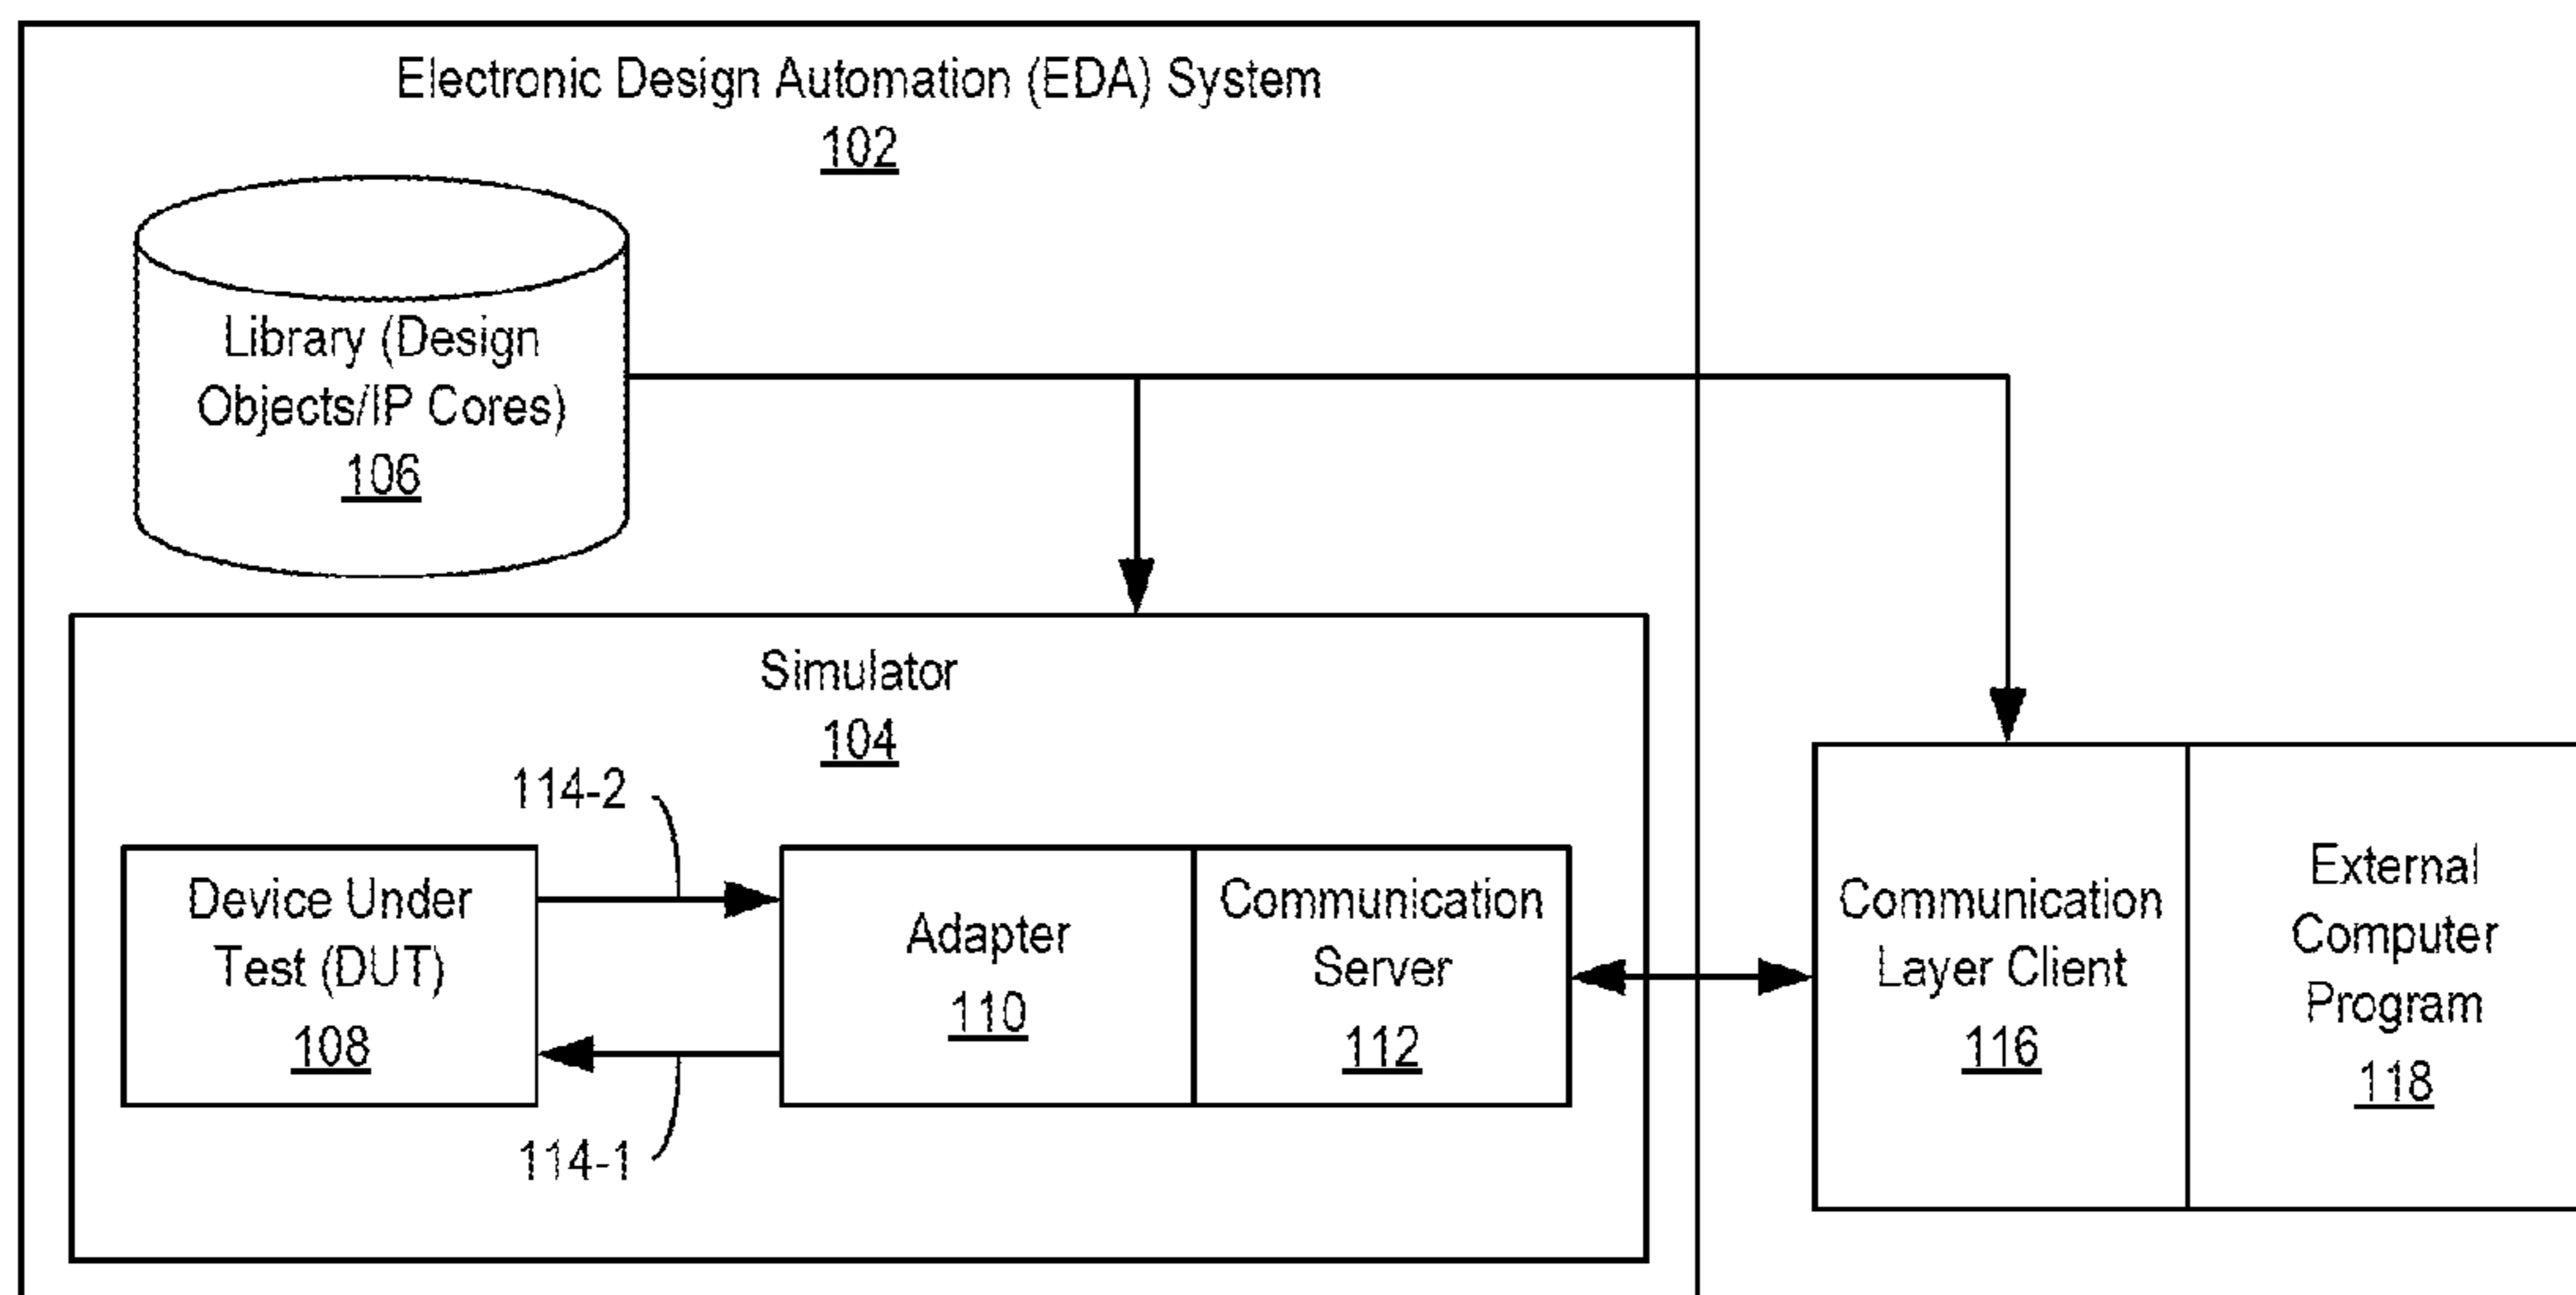 Electronic Design Automation (EDA) System
102
Library (Design
Objects/IP Cores)
106
Simulator
104
114-2
Device Under
Test (DUT)
108
Adapter
110
Communication
Server
112
114-1
Communication
Layer Client
116
External
Computer
Program
118